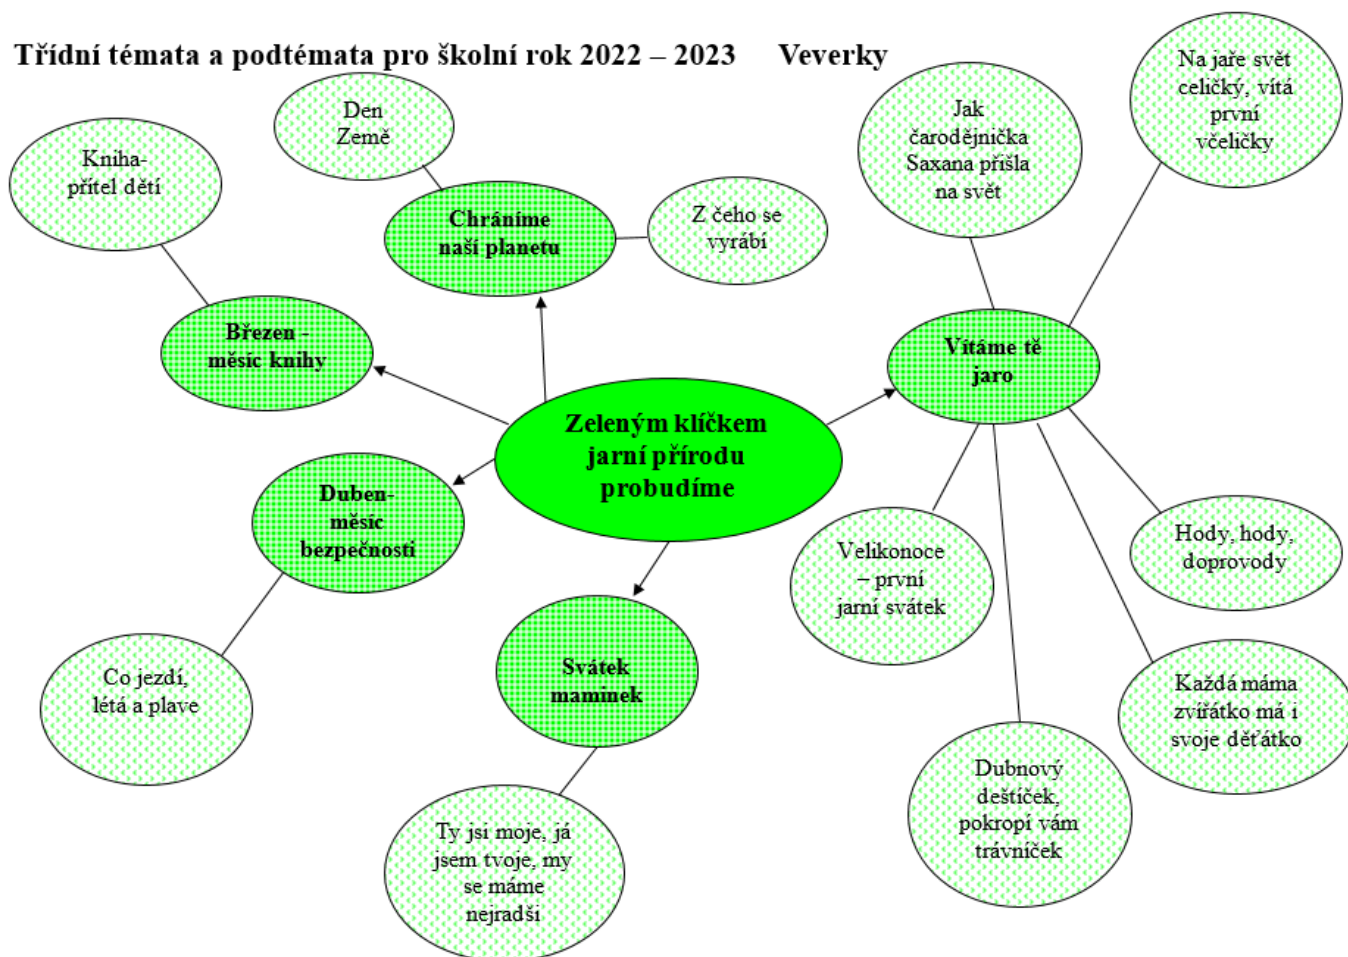 Třídní témata a podtémata pro školní rok 2022 – 2023 Veverky
Den
Země
Kniha-
přítel dětí
Chráníme
naší planetu
Z čeho se
vyrábí
Jak
čarodějnička
Saxana přišla
na svět
Na jaře svět
celičký, vítá
první
včeličky
Březen -
měsíc knihy
Vítáme tě
jaro
Zeleným klíčkem
jarní přírodu
probudíme
Duben-
měsíc
bezpečnosti
Velikonoce
– první
jarní svátek
Hody, hody,
doprovody
Co jezdí,
létá a plave
Svátek
maminek
Každá máma
zvířátko má i
svoje děťátko
Ty jsi moje, já
jsem tvoje, my
se máme
nejradši
Dubnový
deštíček,
pokropí vám
trávníček